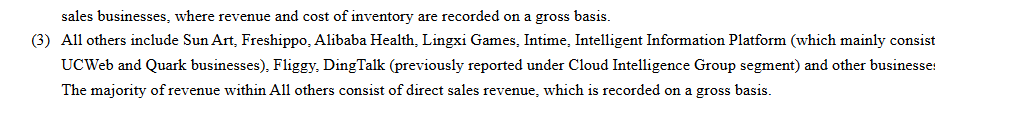 sales businesses, where revenue and cost of inventory are recorded on a gross basis.
(3) All others include Sun Art, Freshippo, Alibaba Health, Lingxi Games, Intime, Intelligent Information Platform (which mainly consist
UCWeb and Quark businesses), Fliggy, DingTalk (previously reported under Cloud Intelligence Group segment) and other businesses
The majority of revenue within All others consist of direct sales revenue, which is recorded on a gross basis.